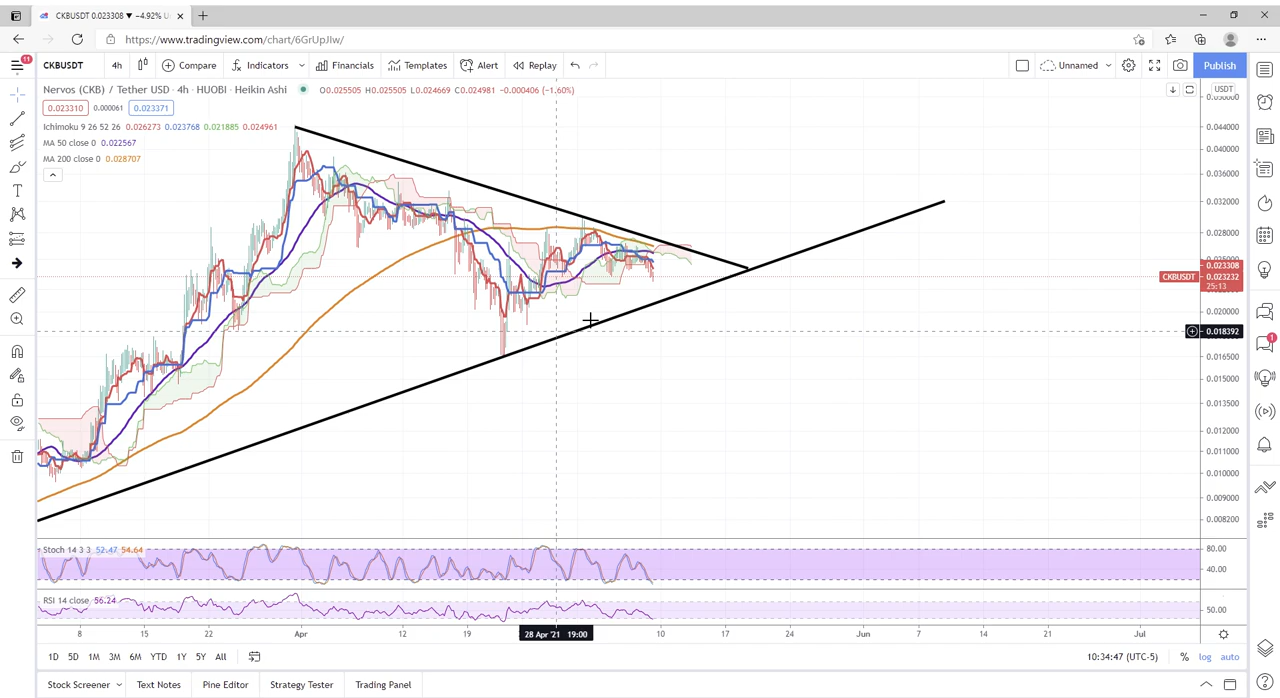 CKBUSDT 0.023308 ▼ −4.92% U
https://www.tradingview.com/chart/6GrUpJIw/
11
CKBUSDT 4h Compare Indicators Financials Templates Alert Replay Unnamed Publish
Nervos (CKB) / Tether USD · 4h · HUOBI · Heikin Ashi O0.025505 H0.025505 L0.024669 C0.024981 −0.000406 (−1.60%)
USDT
0.023310 0.000061 0.023371
Ichimoku 9 26 52 26 0.026273 0.023768 0.021885 0.024961
MA 50 close 0 0.022567
MA 200 close 0 0.028707
0.044000
0.040000
0.036000
0.032000
0.028000
0.023308
CKBUSDT 0.023232
25:13
0.020000
0.018392
0.016500
0.015000
0.013500
0.012000
0.011000
0.010000
0.009000
0.008200
1
Stoch 14 3 3 52.47 54.64
80.00
40.00
RSI 14 close 56.24
50.00
8 15 22 Apr 12 19 28 Apr '21 19:00 10 17 24 Jun 7 14 21 Jul
1D 5D 1M 3M 6M YTD 1Y 5Y All 10:34:47 (UTC-5) % log auto
Stock Screener Text Notes Pine Editor Strategy Tester Trading Panel